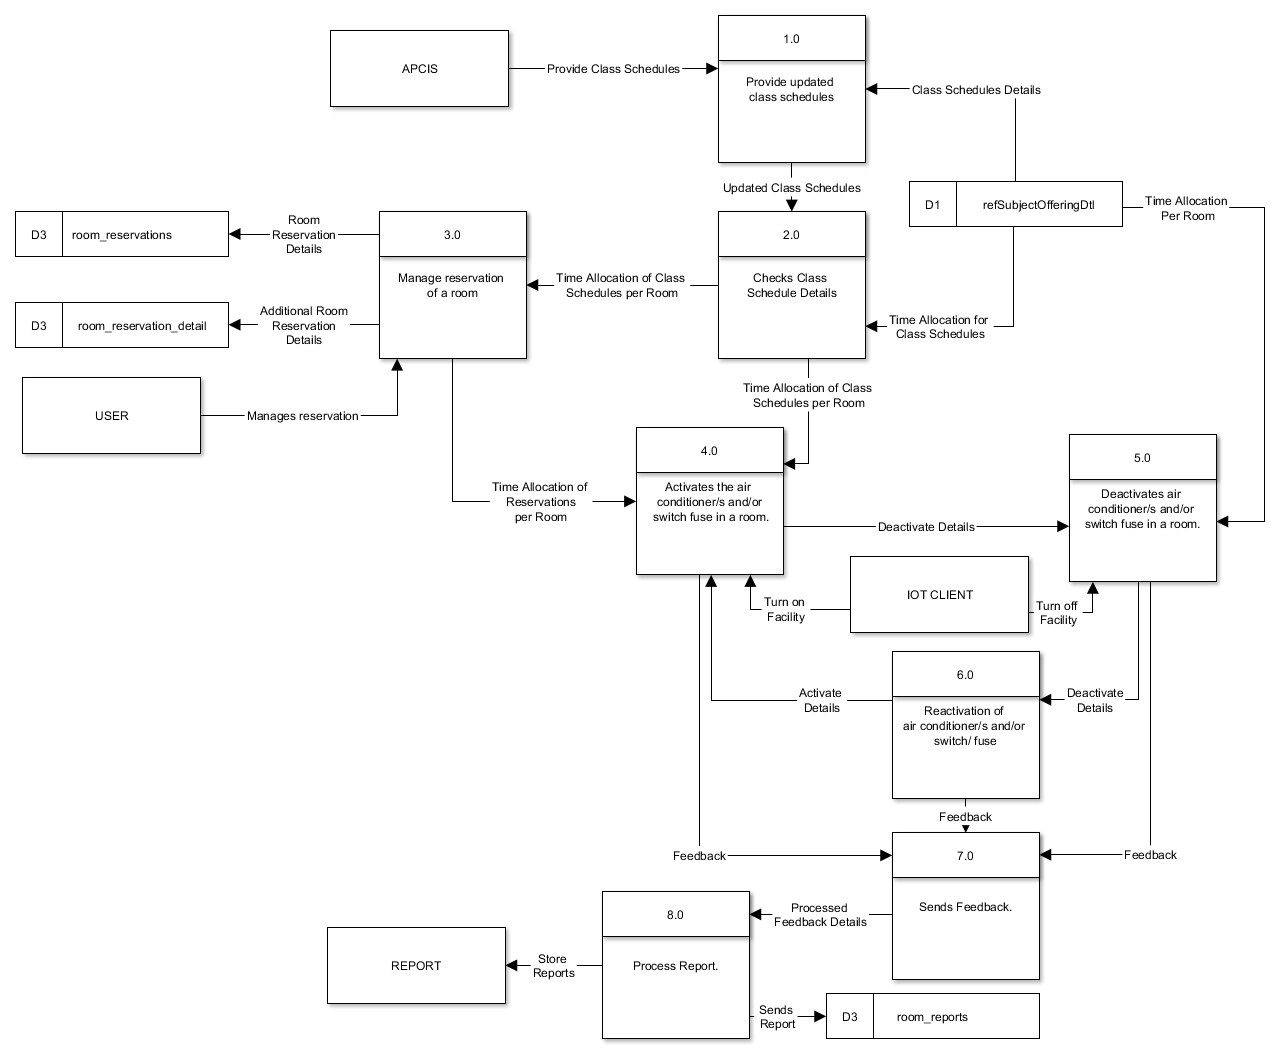 1.0
APCIS
Provide Class Schedules
Provide updated
class schedules
Class Schedules Details
Updated Class Schedules
D1
refSubjectOfferingDtl
Time Allocation
Per Room
D3
room_reservations
Room
Reservation
Details
3.0
Manage reservation
of a room
Time Allocation of Class
Schedules per Room
2.0
Checks Class
Schedule Details
D3
room_reservation_detail
Additional Room
Reservation
Details
Time Allocation for
Class Schedules
USER
Manages reservation
Time Allocation of Class
Schedules per Room
4.0
Activates the air
conditioner/s and/or
switch fuse in a room.
5.0
Deactivates air
conditioner/s and/or
switch fuse in a room.
Time Allocation of
Reservations
per Room
Deactivate Details
Turn on
Facility
IOT CLIENT
Turn off
Facility
6.0
Reactivation of
air conditioner/s and/or
switch/ fuse
Activate
Details
Deactivate
Details
Feedback
Feedback
7.0
Feedback
Sends Feedback.
Processed
Feedback Details
8.0
Process Report.
REPORT
Store
Reports
Sends
Report
D3
room_reports